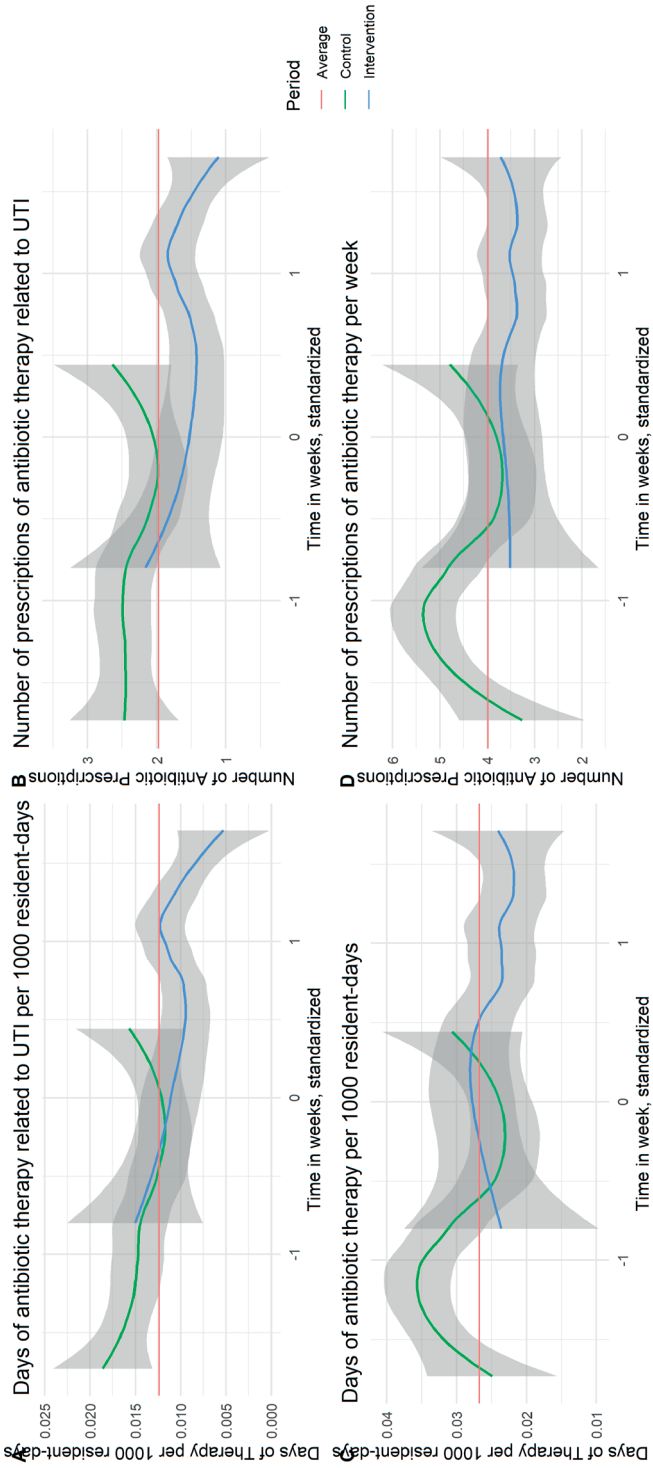 A
Days of antibiotic therapy related to UTI per 1000 resident-days
Days of Therapy per 1000 resident-days
0.025
0.020
0.015
0.010
0.005
0.000
-1
0
1
Time in weeks, standardized
B
Number of prescriptions of antibiotic therapy related to UTI
Number of Antibiotic Prescriptions
3
2
1
-1
0
1
Time in weeks, standardized
C
Days of antibiotic therapy per 1000 resident-days
Days of Therapy per 1000 resident-days
0.04
0.03
0.02
0.01
-1
0
1
Time in week, standardized
D
Number of prescriptions of antibiotic therapy per week
Number of Antibiotic Prescriptions
6
5
4
3
2
-1
0
1
Time in weeks, standardized
Period
Average
Control
Intervention